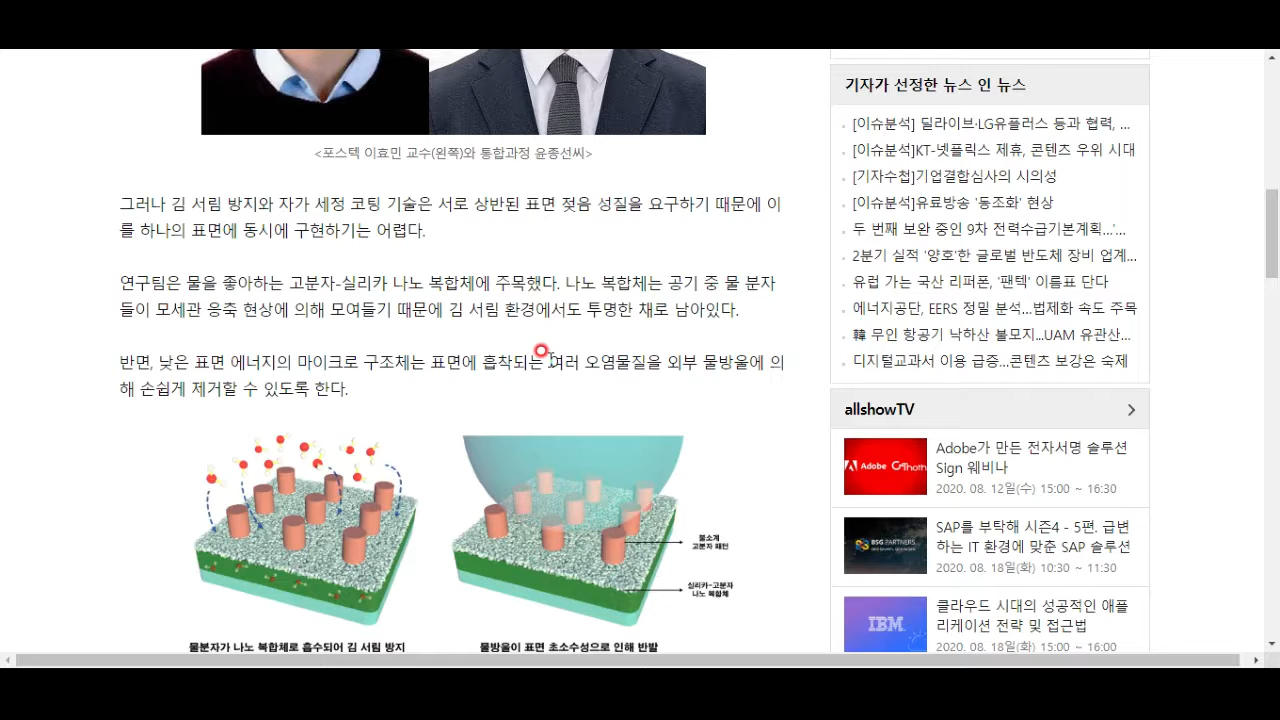 <포스텍 이효민 교수(왼쪽)와 통합과정 윤종선씨>
그러나 김 서림 방지와 자가 세정 코팅 기술은 서로 상반된 표면 젖음 성질을 요구하기 때문에 이
를 하나의 표면에 동시에 구현하기는 어렵다.
연구팀은 물을 좋아하는 고분자-실리카 나노 복합체에 주목했다. 나노 복합체는 공기 중 물 분자
들이 모세관 응축 현상에 의해 모여들기 때문에 김 서림 환경에서도 투명한 채로 남아있다.
반면, 낮은 표면 에너지의 마이크로 구조체는 표면에 흡착되는 여러 오염물질을 외부 물방울에 의
해 손쉽게 제거할 수 있도록 한다.
물소계
고분자 패턴
실리카-고분자
나노 복합체
물분자가 나노 복합체로 흡수되어 김 서림 방지
물방울이 표면 초소수성으로 인해 반발
기자가 선정한 뉴스 인 뉴스
[이슈분석] 딜라이브·LG유플러스 등과 협력, ...
[이슈분석]KT-넷플릭스 제휴, 콘텐츠 우위 시대
[기자수첩]기업결합심사의 시의성
[이슈분석]유료방송 '동조화' 현상
두 번째 보완 중인 9차 전력수급기본계획...'...
2분기 실적 '양호'한 글로벌 반도체 장비 업계...
유럽 가는 국산 리퍼폰, '팬텍' 이름표 단다
에너지공단, EERS 정밀 분석...법제화 속도 주목
韓 무인 항공기 낙하산 불모지...UAM 유관산...
디지털교과서 이용 급증...콘텐츠 보강은 숙제
allshowTV
Adobe
Adobe가 만든 전자서명 솔루션
Sign 웨비나
2020. 08. 12일(수) 15:00 ~ 16:30
BSG PARTNERS
SAP를 부탁해 시즌4 - 5편. 급변
하는 IT 환경에 맞춘 SAP 솔루션
2020. 08. 18일(화) 10:30 ~ 11:30
IBM
클라우드 시대의 성공적인 애플
리케이션 전략 및 접근법
2020. 08. 18일(화) 15:00 ~ 16:00